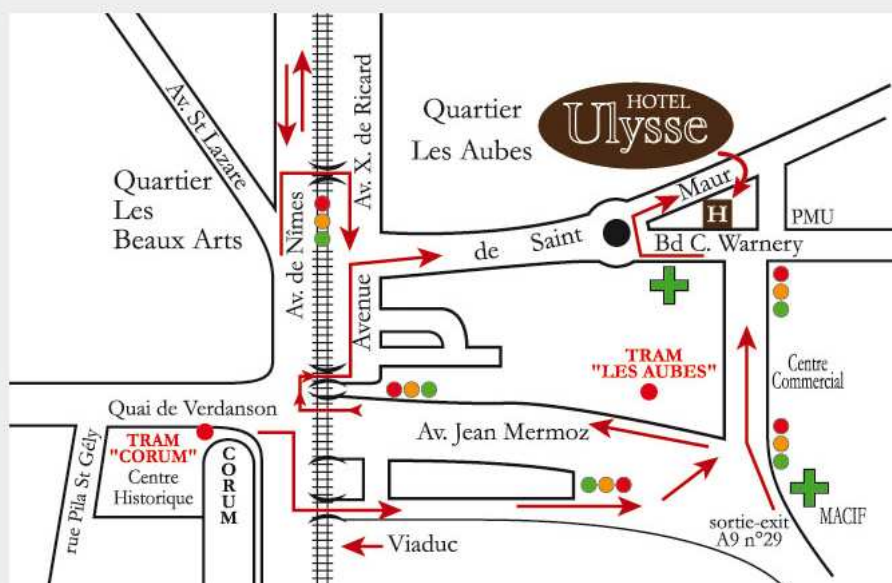 Av. St Lazare
Quartier
Les
Beaux Arts
Av. de Nîmes
Av. X. de Ricard
Quartier
Les Aubes
HOTEL
Ulysse
Maur
H
PMU
Bd C. Warnery
de Saint
Avenue
TRAM
"LES AUBES"
Centre
Commercial
Quai de Verdanson
Av. Jean Mermoz
rue Pila St Gély
TRAM
"CORUM"
Centre
Historique
CORUM
MACIF
sortie-exit
A9 n°29
Viaduc